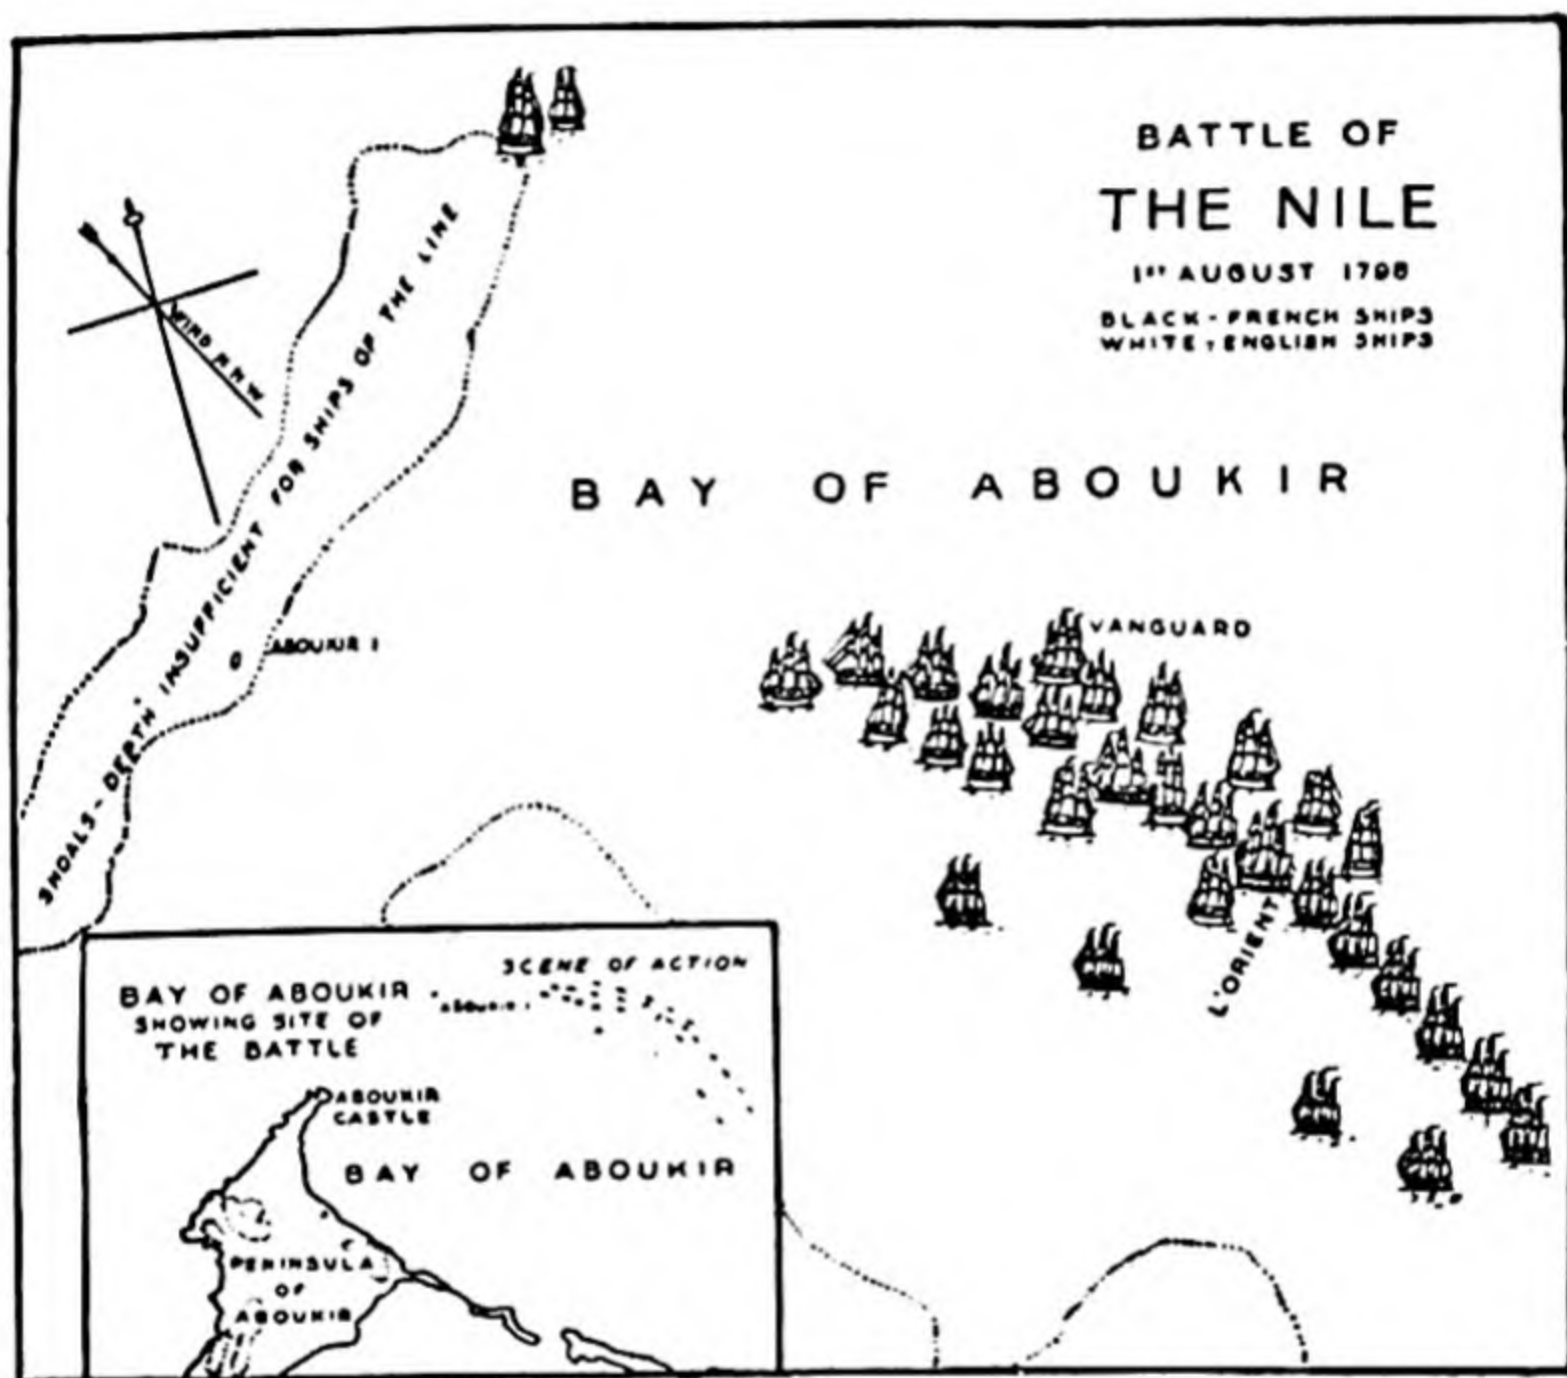 BATTLE OF
THE NILE
1ST AUGUST 1798
BLACK - FRENCH SHIPS
WHITE, ENGLISH SHIPS
WIND N N W
SHOALS - DEPTH INSUFFICIENT FOR SHIPS OF THE LINE
BAY OF ABOUKIR
ABOUKIR I
VANGUARD
L'ORIENT
SCENE OF ACTION
BAY OF ABOUKIR
SHOWING SITE OF
THE BATTLE
ABOUKIR I
ABOUKIR
CASTLE
BAY OF ABOUKIR
PENINSULA
OF
ABOUKIR